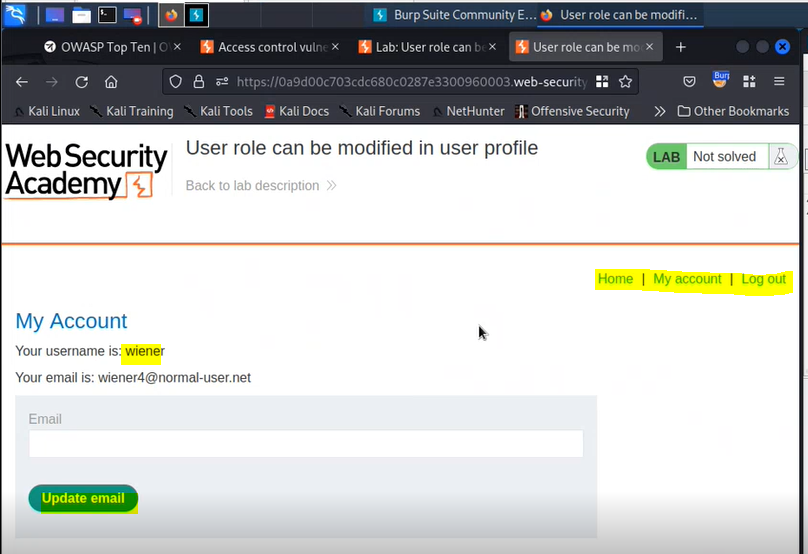 Burp Suite Community E...
User role can be modifi...
OWASP Top Ten | O
Access control vulne
Lab: User role can be
User role can be mo
https://0a9d00c703cdc680c0287e3300960003.web-security
Burp
Kali Linux
Kali Training
Kali Tools
Kali Docs
Kali Forums
NetHunter
Offensive Security
Other Bookmarks
WebSecurity
Academy
User role can be modified in user profile
Back to lab description
LAB
Not solved
Home | My account | Log out
My Account
Your username is: wiener
Your email is: wiener4@normal-user.net
Email
Update email